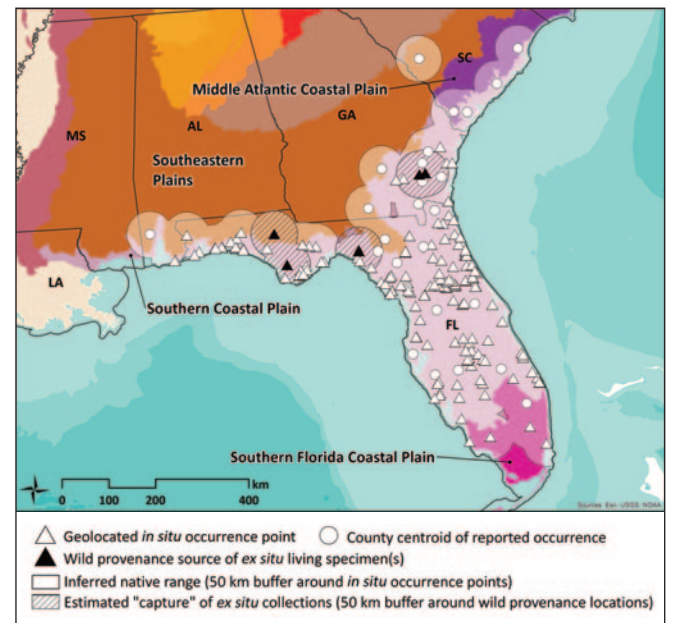 SC
Middle Atlantic Coastal Plain
GA
AL
MS
Southeastern
Plains
LA
Southern Coastal Plain
FL
Southern Florida Coastal Plain
km
0 100 200 400
Sources: Esri, USGS, NOAA
Geolocated in situ occurrence point
County centroid of reported occurrence
Wild provenance source of ex situ living specimen(s)
Inferred native range (50 km buffer around in situ occurrence points)
Estimated "capture" of ex situ collections (50 km buffer around wild provenance locations)